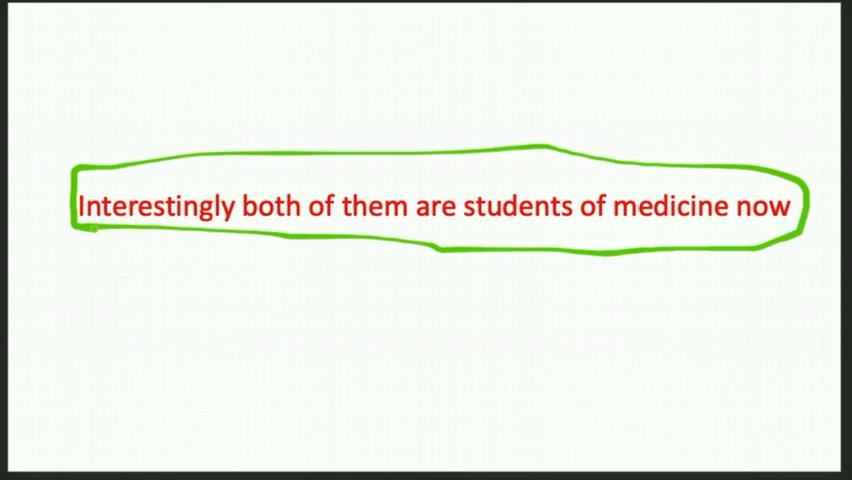 Interestingly both of them are students of medicine now